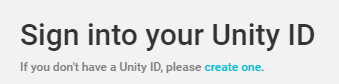 Sign into your Unity ID
If you don't have a Unity ID, please create one.